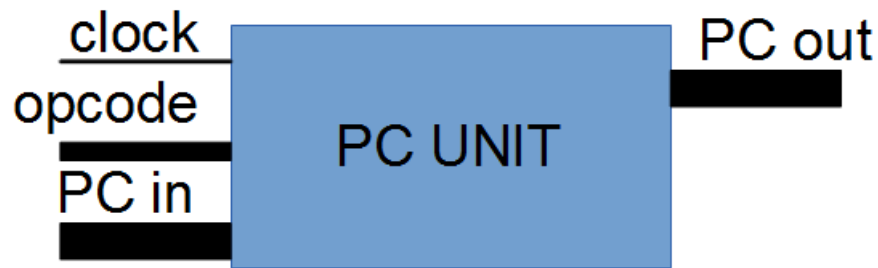 clock
opcode
PC in
PC UNIT
PC out